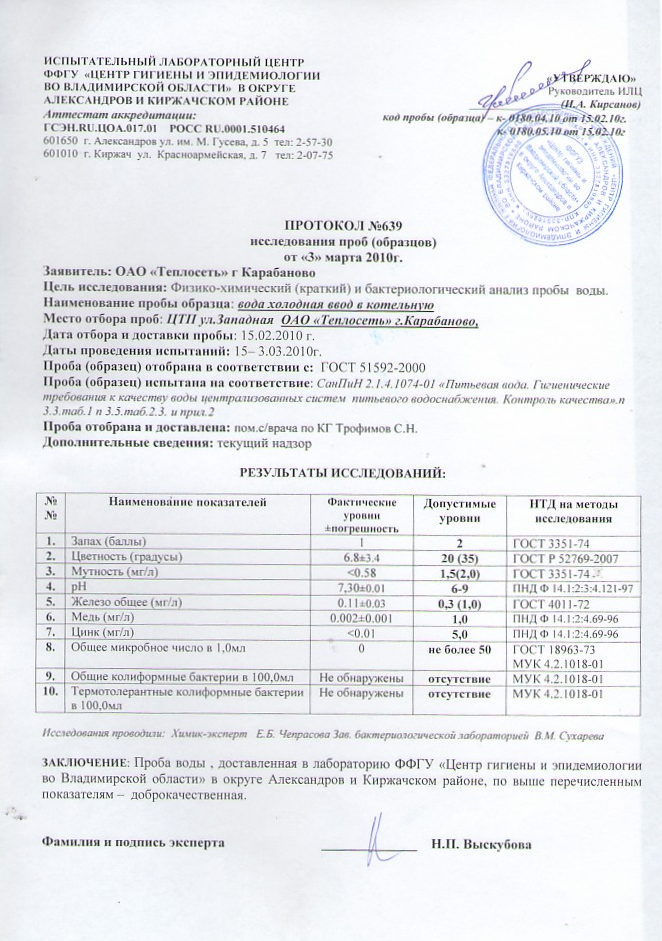 ИСПЫТАТЕЛЬНЫЙ ЛАБОРАТОРНЫЙ ЦЕНТР
ФФГУ «ЦЕНТР ГИГИЕНЫ И ЭПИДЕМИОЛОГИИ
ВО ВЛАДИМИРСКОЙ ОБЛАСТИ» В ОКРУГЕ
АЛЕКСАНДРОВ И КИРЖАЧСКОМ РАЙОНЕ
Аттестат аккредитации:
ГСЭН.RU.ЦОА.017.01 РОСС RU.0001.510464
601650 г. Александров ул. им. М. Гусева, д. 5 тел: 2-57-30
601010 г. Киржач ул. Красноармейская, д. 7 тел: 2-07-75
«УТВЕРЖДАЮ»
Руководитель ИЛЦ
(И.А. Кирсанов)
код пробы (образца) – к- 0180.04.10 от 15.02.10г.
к- 0180.05.10 от 15.02.10г
ПРОТОКОЛ №639
исследования проб (образцов)
от «3» марта 2010г.
Заявитель: ОАО «Теплосеть» г Карабаново
Цель исследования: Физико-химический (краткий) и бактериологический анализ пробы воды.
Наименование пробы образца: вода холодная ввод в котельную
Место отбора проб: ЦТП ул.Западная ОАО «Теплосеть» г.Карабаново,
Дата отбора и доставки пробы: 15.02.2010 г.
Даты проведения испытаний: 15– 3.03.2010г.
Проба (образец) отобрана в соответствии с: ГОСТ 51592-2000
Проба (образец) испытана на соответствие: СанПиН 2.1.4.1074-01 «Питьевая вода. Гигиенические
требования к качеству воды централизованных систем питьевого водоснабжения. Контроль качества».п
3.3.таб.1 п 3.5.таб.2.3. и прил.2
Проба отобрана и доставлена: пом.с/врача по КГ Трофимов С.Н.
Дополнительные сведения: текущий надзор
РЕЗУЛЬТАТЫ ИССЛЕДОВАНИЙ:
№ № Наименование показателей Фактические уровни ±погрешность Допустимые уровни НТД на методы исследования
1. Запах (баллы) 1 2 ГОСТ 3351-74
2. Цветность (градусы) 6.8±3.4 20 (35) ГОСТ Р 52769-2007
3. Мутность (мг/л) <0.58 1,5(2,0) ГОСТ 3351-74
4. рН 7,30±0.01 6-9 ПНД Ф 14.1:2:3:4.121-97
5. Железо общее (мг/л) 0.11±0.03 0,3 (1,0) ГОСТ 4011-72
6. Медь (мг/л) 0.002±0.001 1,0 ПНД Ф 14.1:2:4.69-96
7. Цинк (мг/л) <0.01 5,0 ПНД Ф 14.1:2:4.69-96
8. Общее микробное число в 1,0мл 0 не более 50 ГОСТ 18963-73
МУК 4.2.1018-01
9. Общие колиформные бактерии в 100,0мл Не обнаружены отсутствие МУК 4.2.1018-01
10. Термотолерантные колиформные бактерии Не обнаружены отсутствие МУК 4.2.1018-01
в 100,0мл
Исследования проводили: Химик-эксперт Е.Б. Чепрасова Зав. бактериологической лабораторией В.М. Сухарева
ЗАКЛЮЧЕНИЕ: Проба воды , доставленная в лабораторию ФФГУ «Центр гигиены и эпидемиологии
во Владимирской области» в округе Александров и Киржачском районе, по выше перечисленным
показателям – доброкачественная.
Фамилия и подпись эксперта Н.П. Выскубова